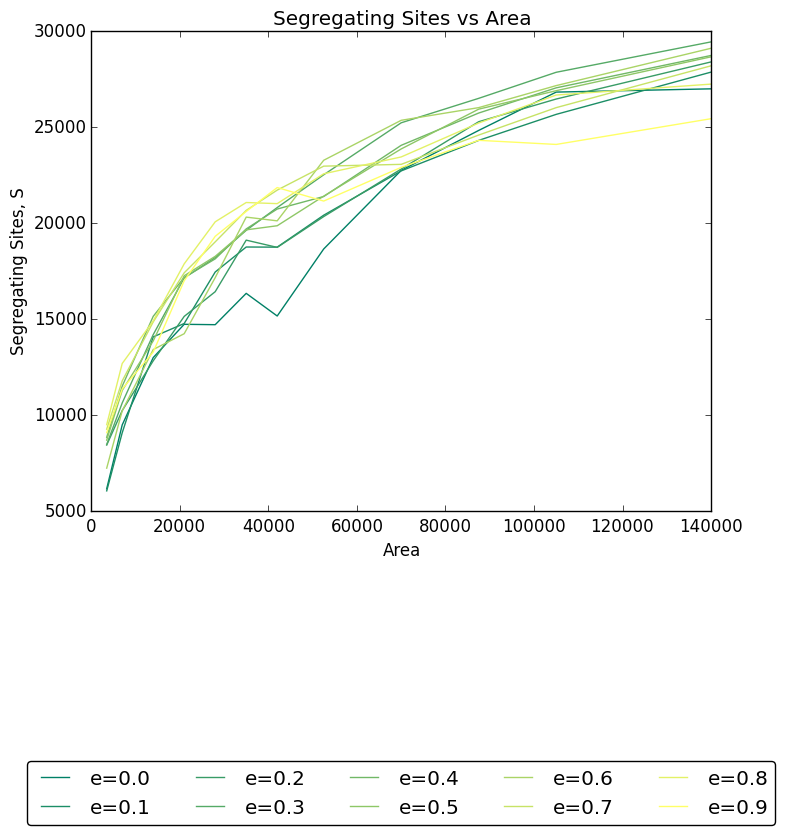 Segregating Sites vs Area
30000
25000
20000
15000
10000
5000
Segregating Sites, S
0 20000 40000 60000 80000 100000 120000 140000
Area
e=0.0 e=0.2 e=0.4 e=0.6 e=0.8
e=0.1 e=0.3 e=0.5 e=0.7 e=0.9